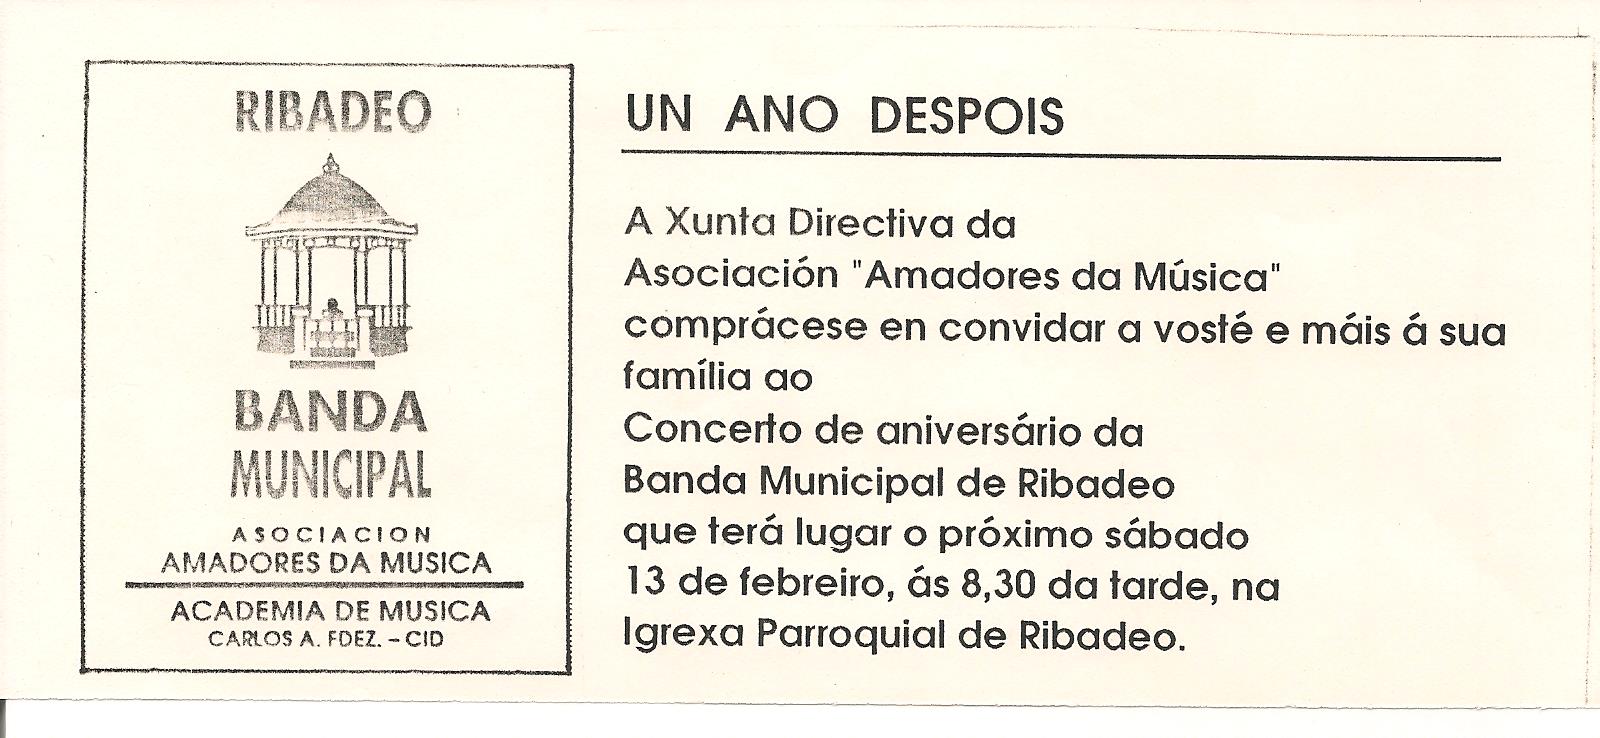 RIBADEO
BANDA
MUNICIPAL
ASOCIACION
AMADORES DA MUSICA
ACADEMIA DE MUSICA
CARLOS A. FDEZ. - CID
UN ANO DESPOIS
A Xunta Directiva da
Asociación "Amadores da Música"
comprácese en convidar a vosté e máis á sua
família ao
Concerto de aniversário da
Banda Municipal de Ribadeo
que terá lugar o próximo sábado
13 de febreiro, ás 8,30 da tarde, na
Igrexa Parroquial de Ribadeo.